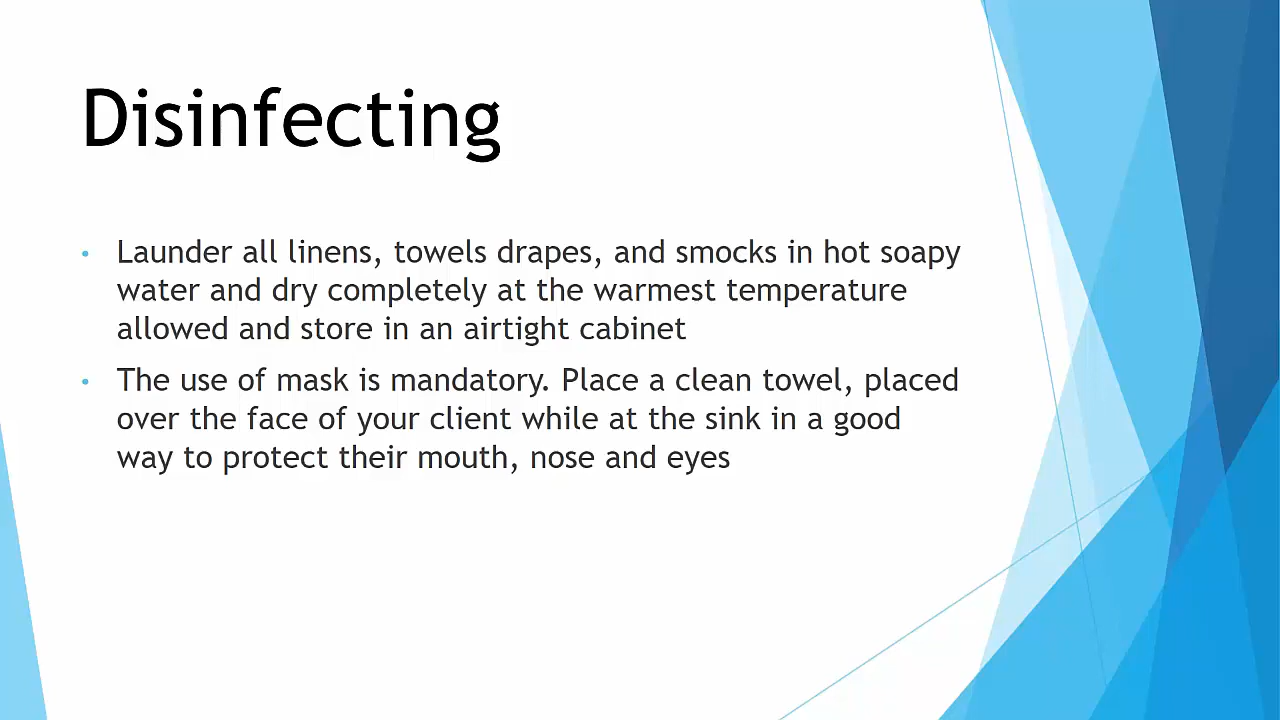 Disinfecting
• Launder all linens, towels drapes, and smocks in hot soapy
water and dry completely at the warmest temperature
allowed and store in an airtight cabinet
• The use of mask is mandatory. Place a clean towel, placed
over the face of your client while at the sink in a good
way to protect their mouth, nose and eyes